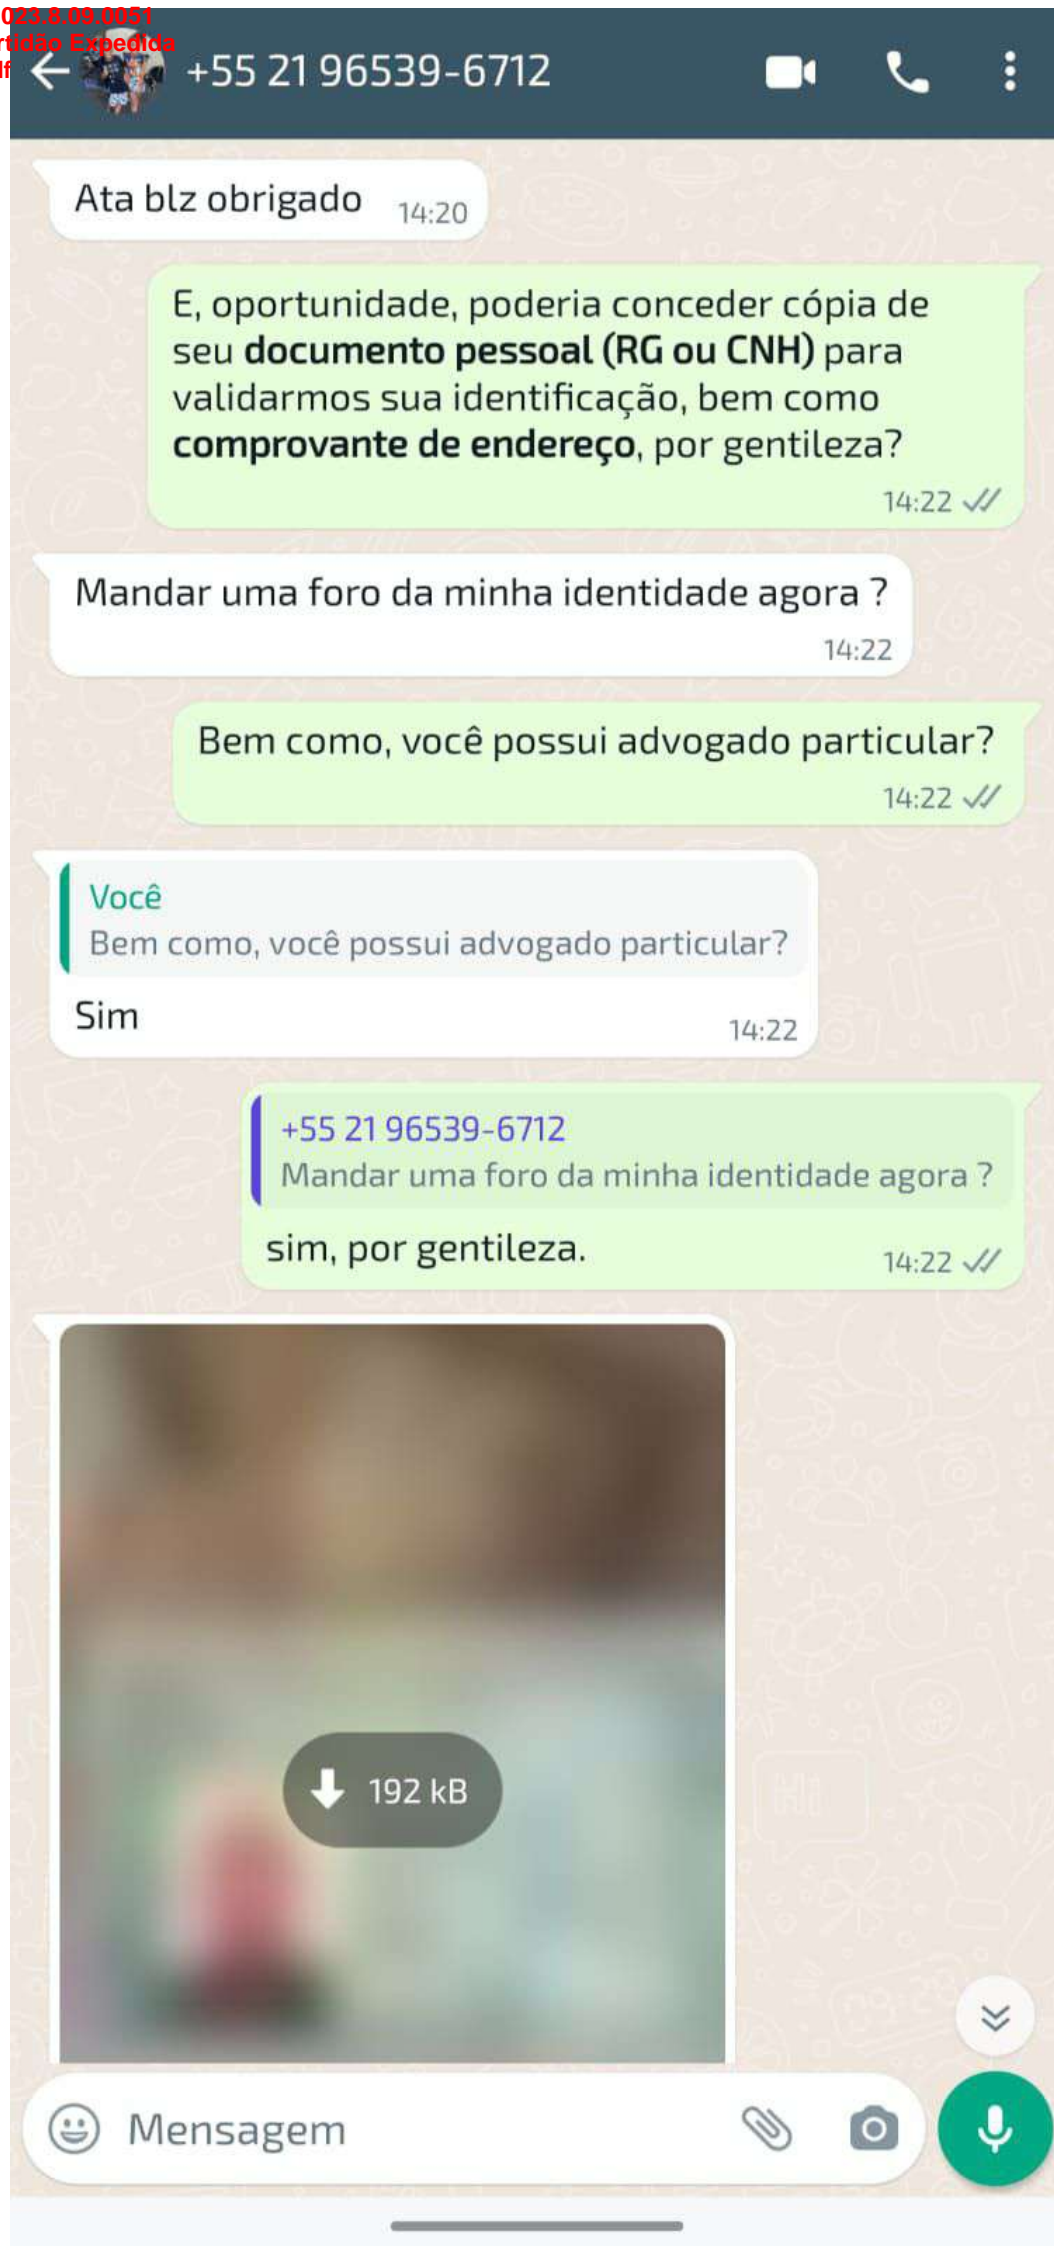 023.8.09.0051
rtidão Expedida
+55 21 96539-6712
Ata blz obrigado 14:20
E, oportunidade, poderia conceder cópia de
seu documento pessoal (RG ou CNH) para
validarmos sua identificação, bem como
comprovante de endereço, por gentileza?
14:22
Mandar uma foro da minha identidade agora ?
14:22
Bem como, você possui advogado particular?
14:22
Você
Bem como, você possui advogado particular?
Sim 14:22
+55 21 96539-6712
Mandar uma foro da minha identidade agora ?
sim, por gentileza. 14:22
192 kB
Mensagem